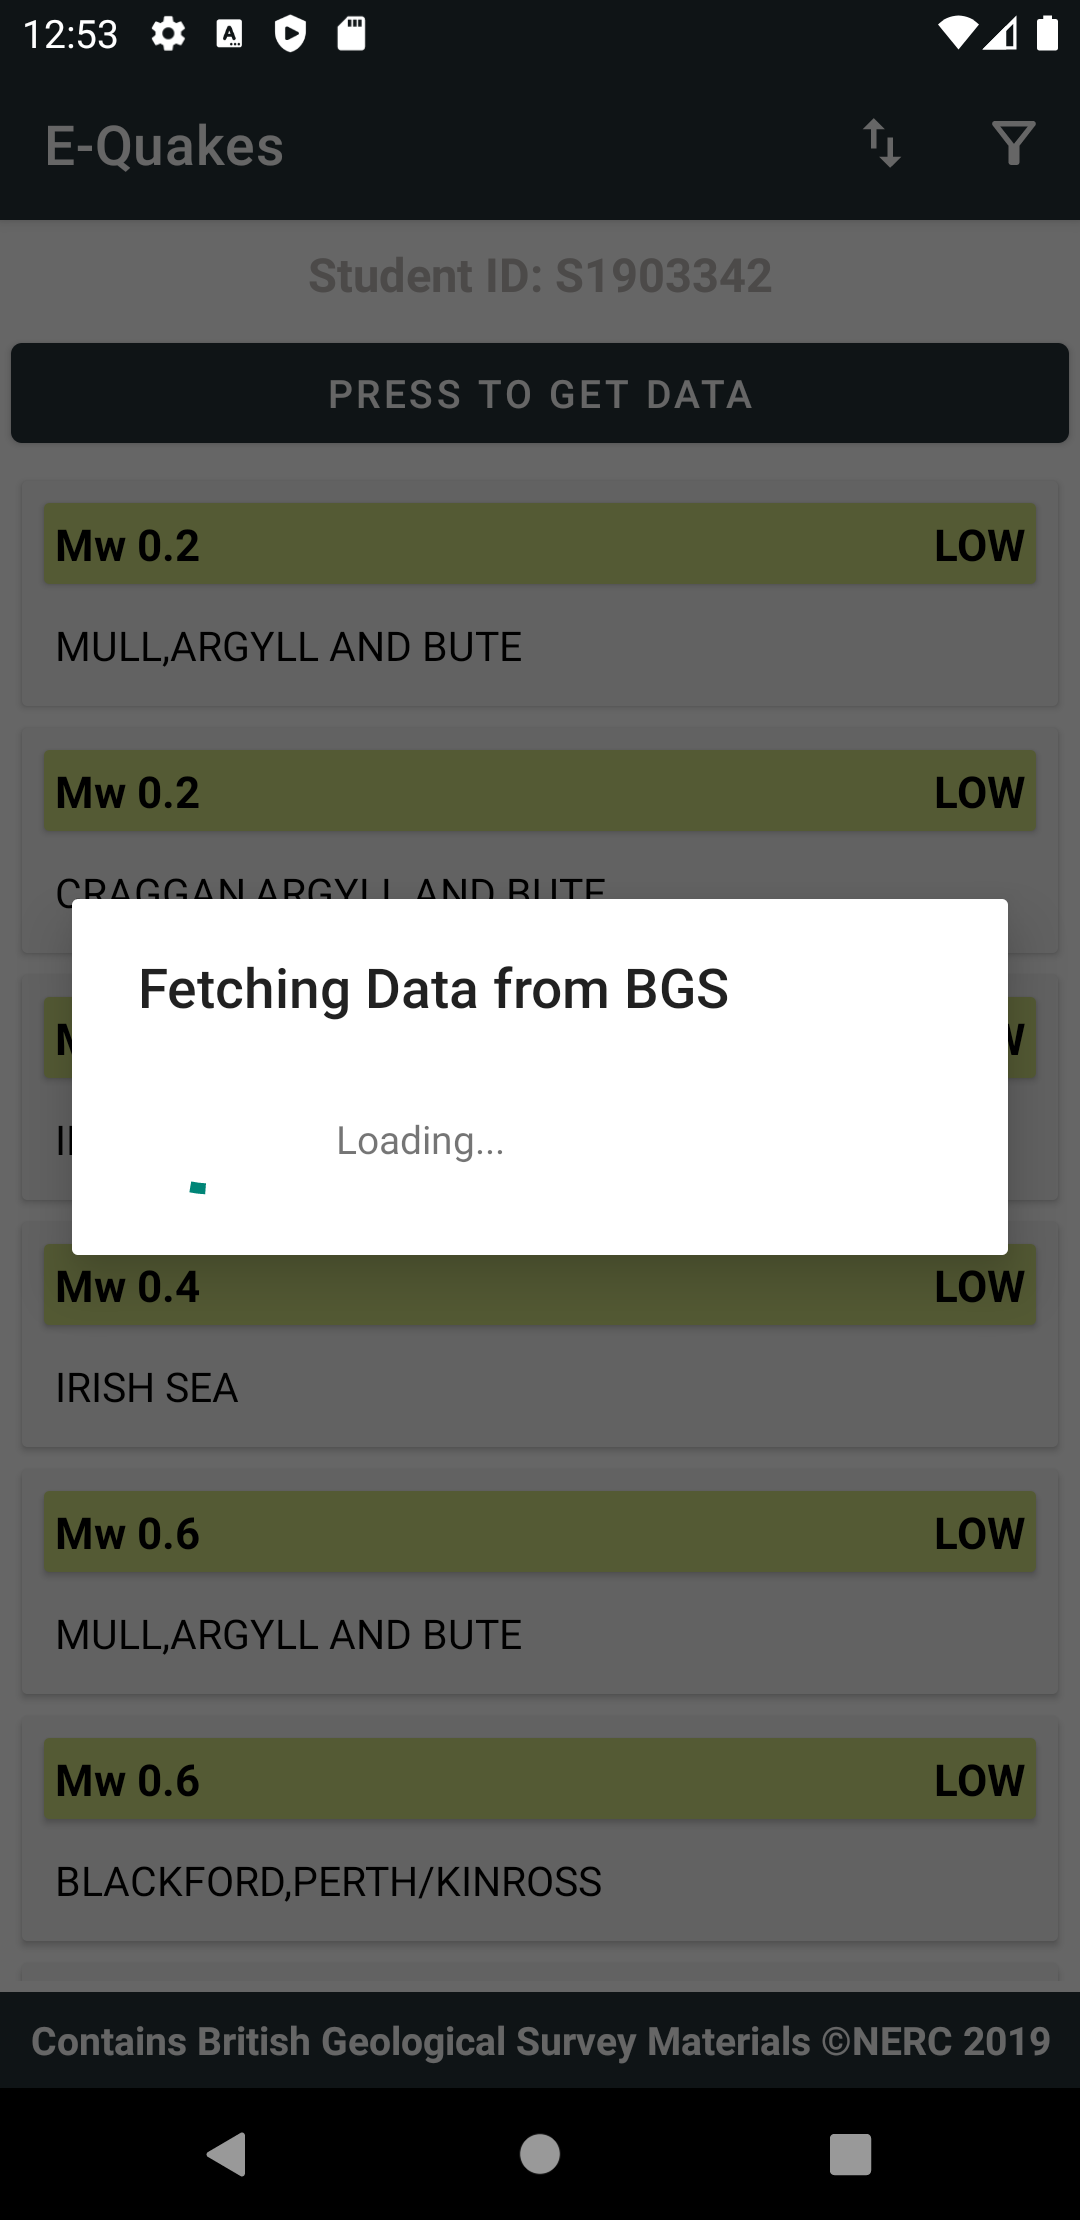 12:53
E-Quakes
Student ID: S1903342
PRESS TO GET DATA
Mw 0.2 LOW
MULL,ARGYLL AND BUTE
Mw 0.2 LOW
CRAGGAN,ARGYLL AND BUTE
Fetching Data from BGS
Loading...
Mw 0.4 LOW
IRISH SEA
Mw 0.6 LOW
MULL,ARGYLL AND BUTE
Mw 0.6 LOW
BLACKFORD,PERTH/KINROSS
Contains British Geological Survey Materials ©NERC 2019